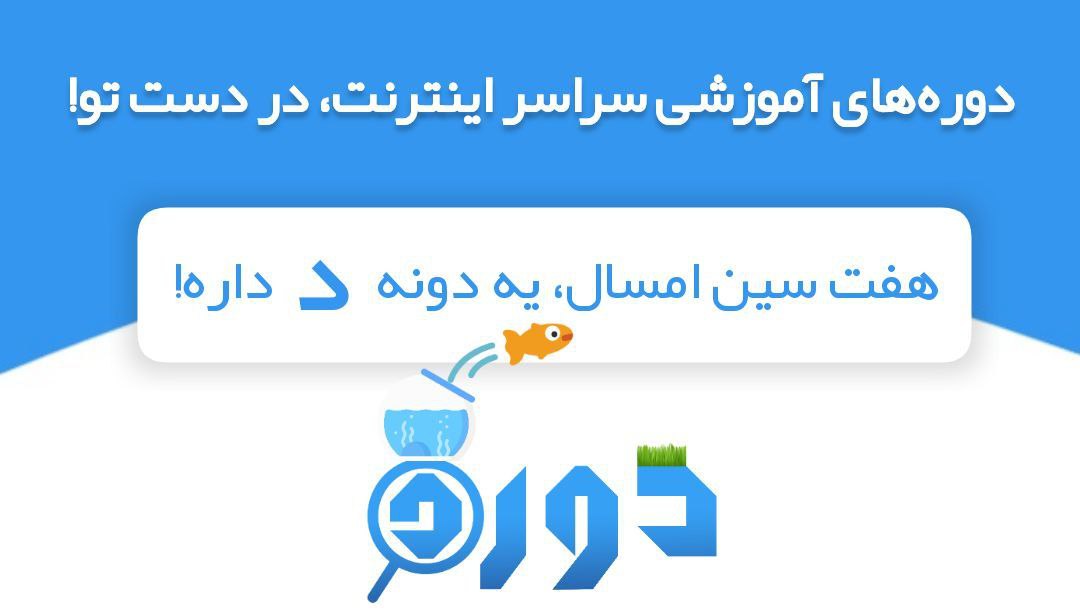 دوره‌های آموزشی سراسر اینترنت، در دست تو!
هفت سین امسال، یه دونه د داره!
دوره